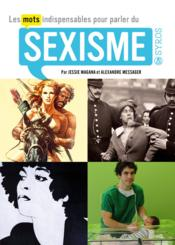 Les mots indispensables pour parler du
SEXISME
SYROS
Par JESSIE MAGANA et ALEXANDRE MESSAGER